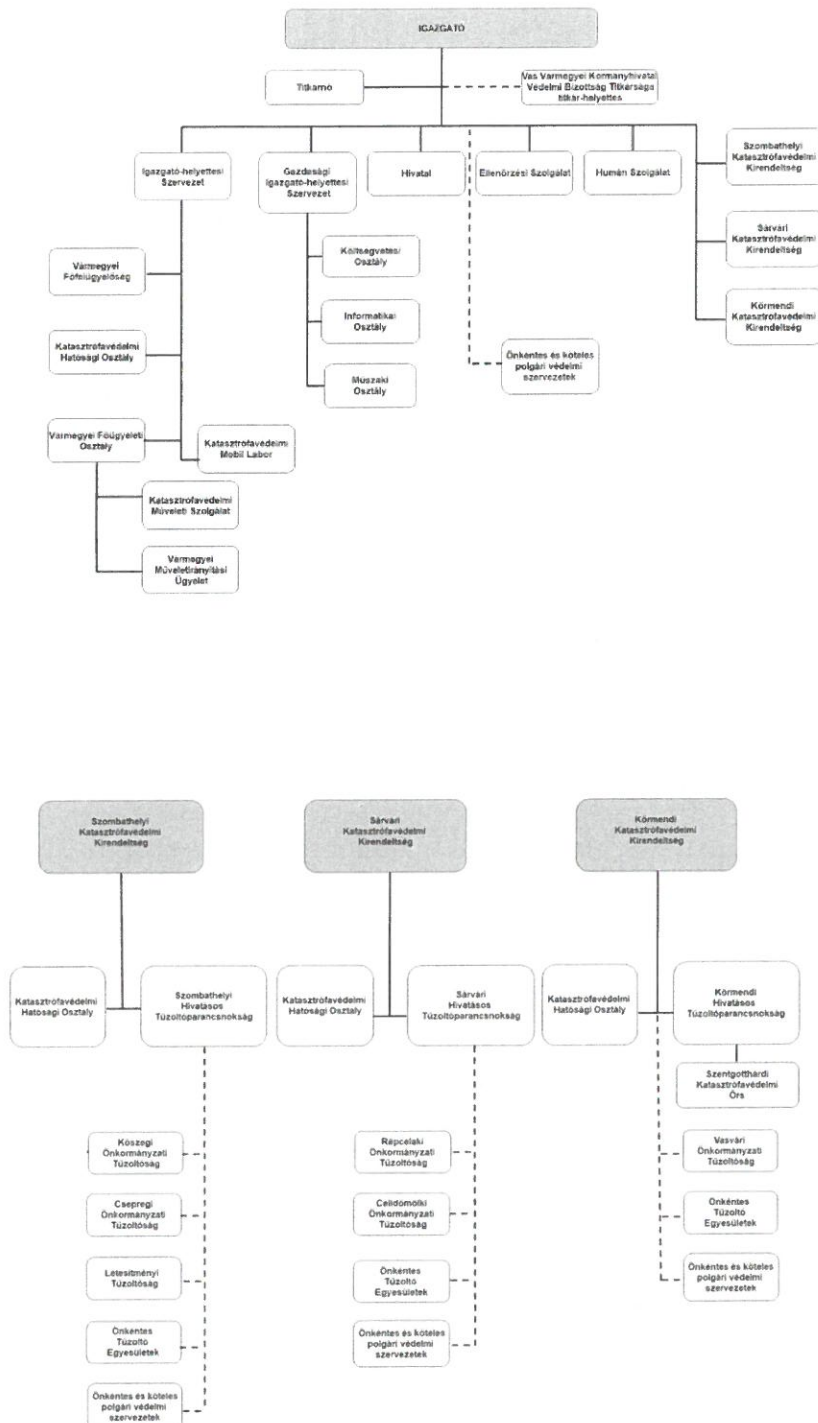 IGAZGATÓ
Titkárnő
Vas Vármegyei Kormányhivatal
Védelmi Bizottság Titkársága
titkár-helyettes
Igazgató-helyettesi
Szervezet
Gazdasági
Igazgató-helyettesi
Szervezet
Hivatal
Ellenőrzési Szolgálat
Humán Szolgálat
Szombathelyi
Katasztrófavédelmi
Kirendeltség
Sárvári
Katasztrófavédelmi
Kirendeltség
Körmendi
Katasztrófavédelmi
Kirendeltség
Vármegyei
Főfelügyelőség
Költségvetési
Osztály
Katasztrófavédelmi
Hatósági Osztály
Informatikai
Osztály
Műszaki
Osztály
Önkéntes és köteles
polgári védelmi
szervezetek
Vármegyei Főügyeleti
Osztály
Katasztrófavédelmi
Mobil Labor
Katasztrófavédelmi
Műveleti Szolgálat
Vármegyei
Műveletirányítási
Ügyelet
Szombathelyi
Katasztrófavédelmi
Kirendeltség
Katasztrófavédelmi
Hatósági Osztály
Szombathelyi
Hivatásos
Tűzoltóparancsnokság
Kőszegi
Önkormányzati
Tűzoltóság
Csepregi
Önkormányzati
Tűzoltóság
Létesítményi
Tűzoltóság
Önkéntes
Tűzoltó
Egyesületek
Önkéntes és köteles
polgári védelmi
szervezetek
Sárvári
Katasztrófavédelmi
Kirendeltség
Katasztrófavédelmi
Hatósági Osztály
Sárvári
Hivatásos
Tűzoltóparancsnokság
Répcelaki
Önkormányzati
Tűzoltóság
Celldömölki
Önkormányzati
Tűzoltóság
Önkéntes
Tűzoltó
Egyesületek
Önkéntes és köteles
polgári védelmi
szervezetek
Körmendi
Katasztrófavédelmi
Kirendeltség
Katasztrófavédelmi
Hatósági Osztály
Körmendi
Hivatásos
Tűzoltóparancsnokság
Szentgotthárdi
Katasztrófavédelmi
Őrs
Vasvári
Önkormányzati
Tűzoltóság
Önkéntes
Tűzoltó
Egyesületek
Önkéntes és köteles
polgári védelmi
szervezetek